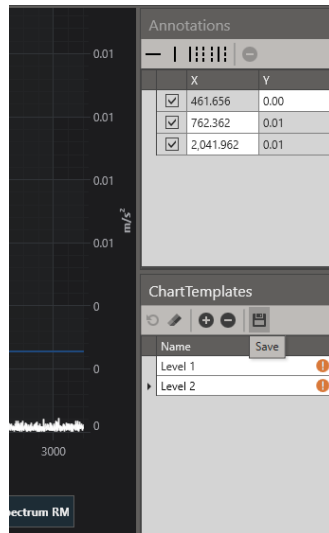 Annotations
0.01
X Y
461.656 0.00
0.01
762.362 0.01
2,041.962 0.01
0.01
m/s²
0.01
ChartTemplates
0
Name Save
Level 1
0
Level 2
0
3000
pectrum RM